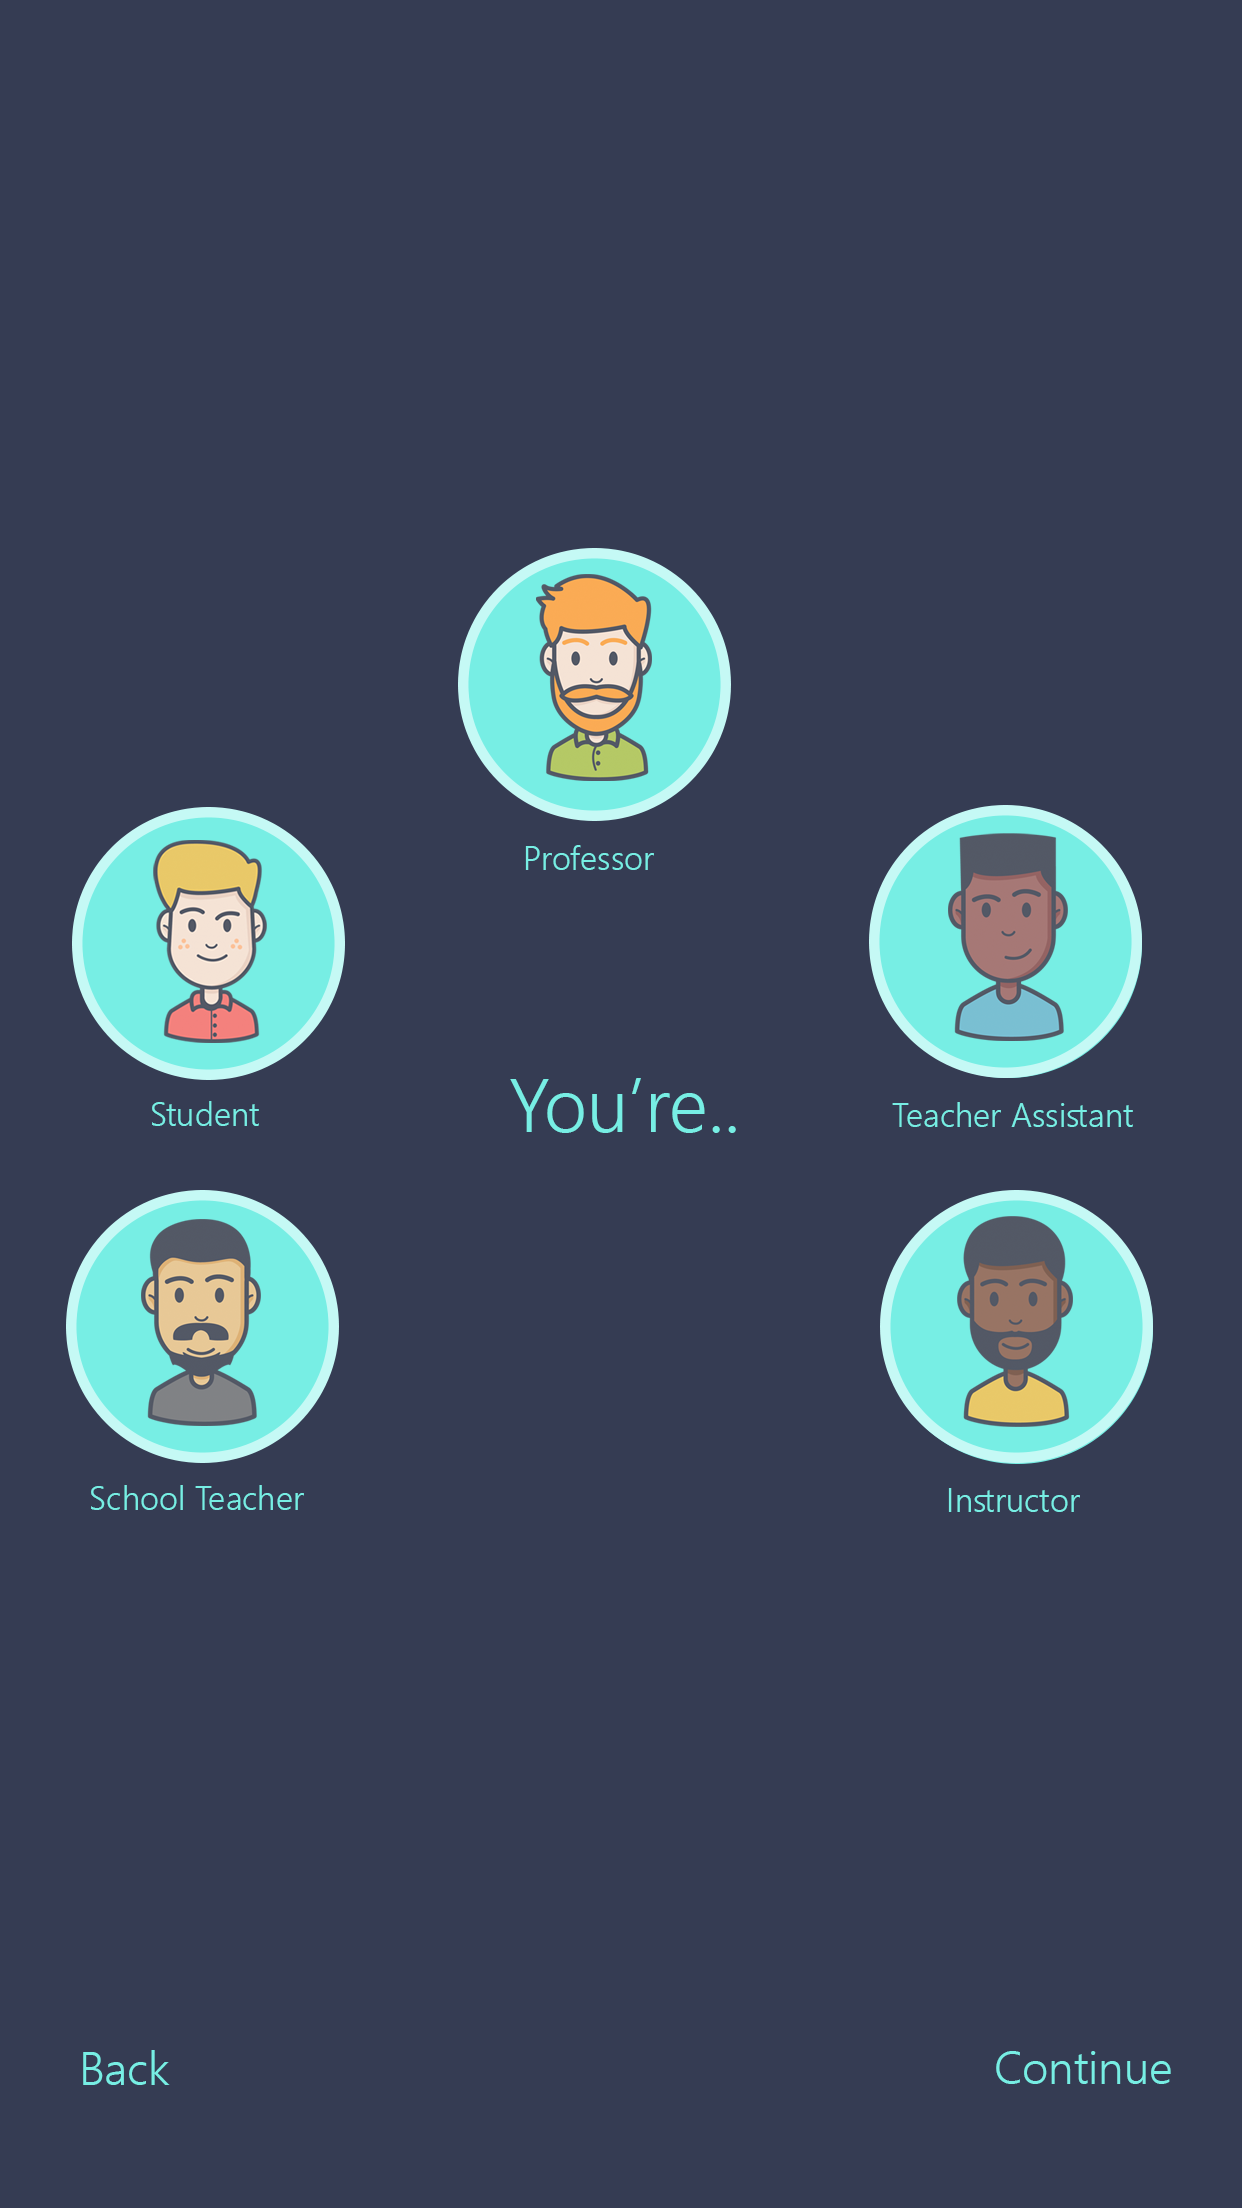 Professor
Student
You’re..
Teacher Assistant
School Teacher
Instructor
Back
Continue